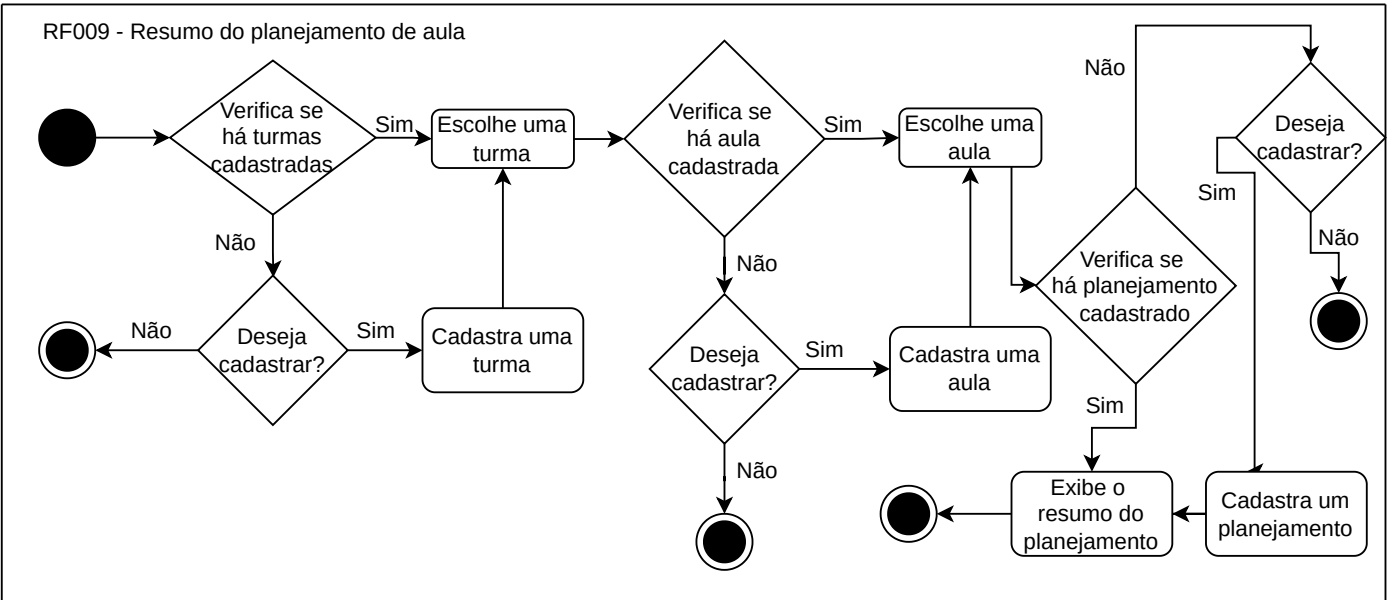 RF009 - Resumo do planejamento de aula
Verifica se
há turmas
cadastradas
Sim
Escolhe uma
turma
Verifica se
há aula
cadastrada
Sim
Escolhe uma
aula
Não
Deseja
cadastrar?
Sim
Não
Não
Deseja
cadastrar?
Não
Sim
Cadastra uma
turma
Não
Deseja
cadastrar?
Sim
Cadastra uma
aula
Não
Verifica se
há planejamento
cadastrado
Sim
Exibe o
resumo do
planejamento
Cadastra um
planejamento